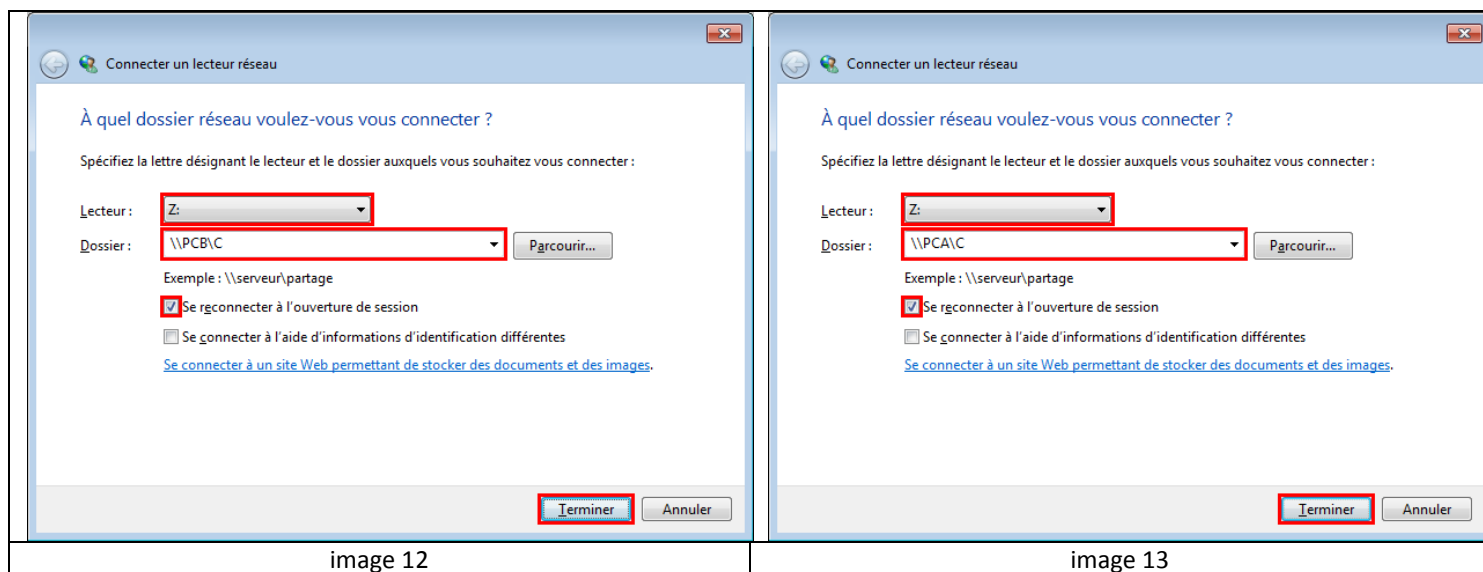 Connecter un lecteur réseau
À quel dossier réseau voulez-vous vous connecter ?
Spécifiez la lettre désignant le lecteur et le dossier auxquels vous souhaitez vous connecter :
Lecteur : Z:
Dossier : \\PCB\C Parcourir...
Exemple : \\serveur\partage
Se reconnecter à l'ouverture de session
Se connecter à l'aide d'informations d'identification différentes
Se connecter à un site Web permettant de stocker des documents et des images.
Terminer Annuler
image 12
Connecter un lecteur réseau
À quel dossier réseau voulez-vous vous connecter ?
Spécifiez la lettre désignant le lecteur et le dossier auxquels vous souhaitez vous connecter :
Lecteur : Z:
Dossier : \\PCA\C Parcourir...
Exemple : \\serveur\partage
Se reconnecter à l'ouverture de session
Se connecter à l'aide d'informations d'identification différentes
Se connecter à un site Web permettant de stocker des documents et des images.
Terminer Annuler
image 13